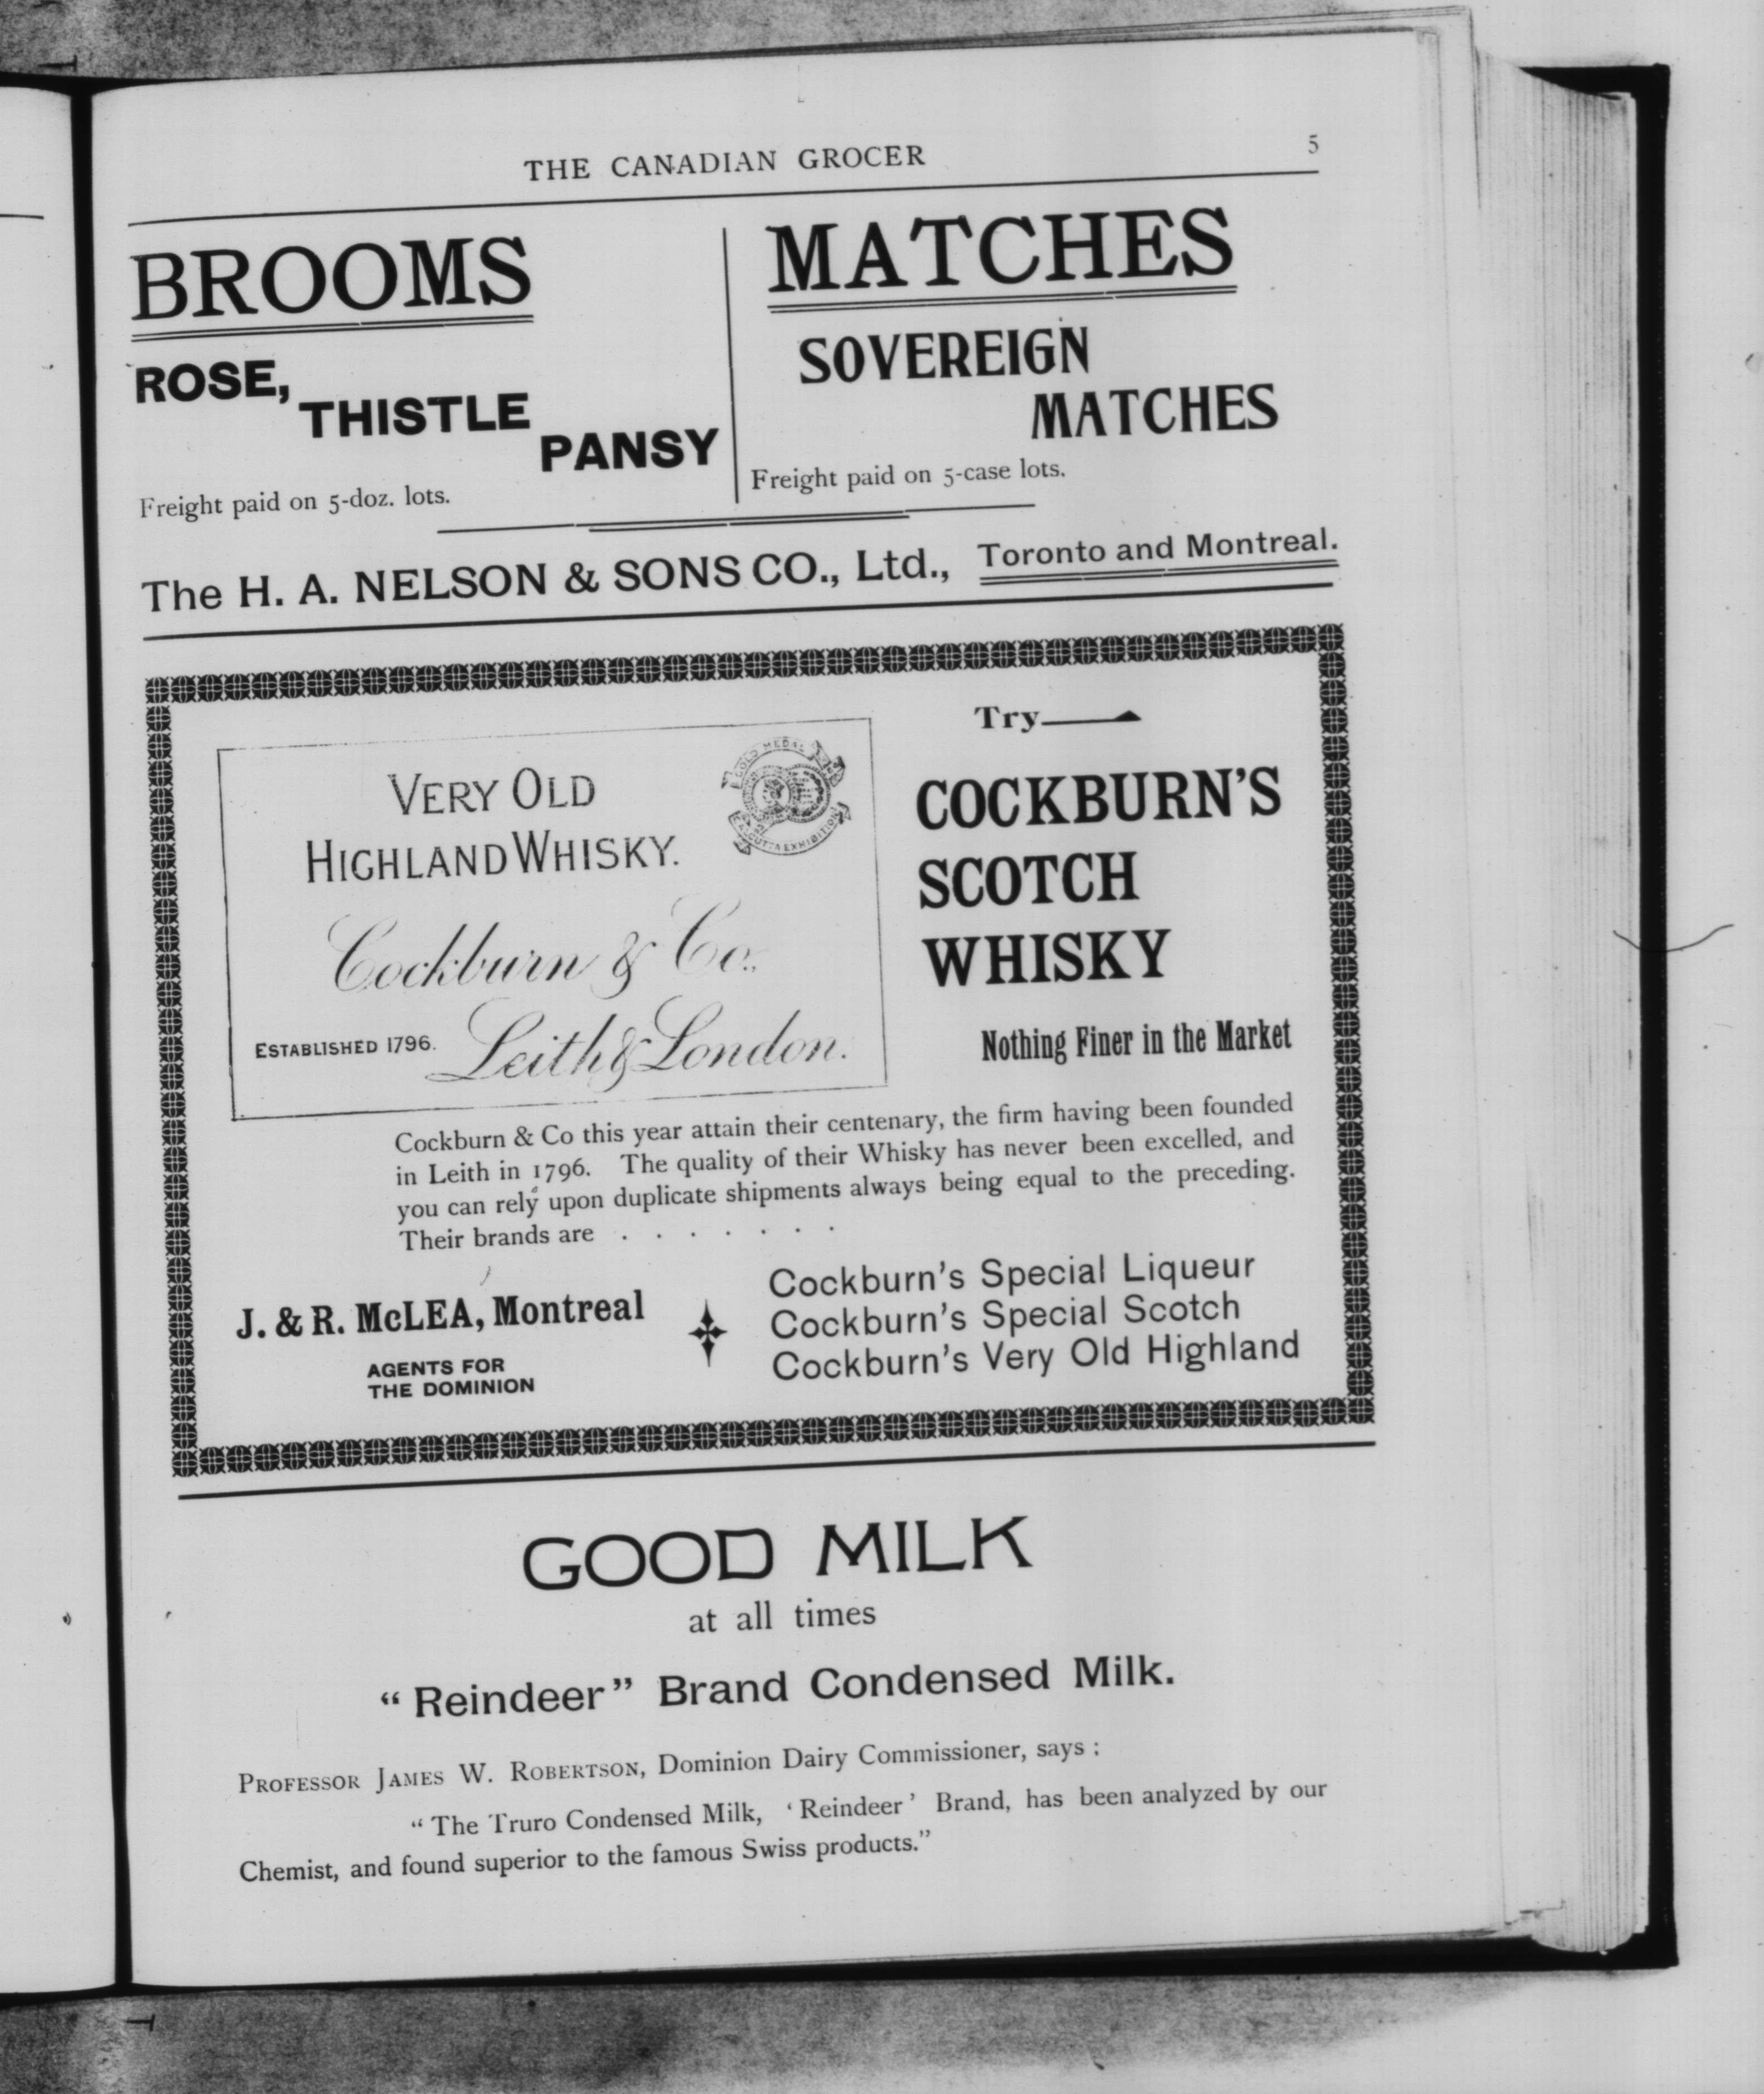 THE CANADIAN GROCER
5
BROOMS
ROSE,
THISTLE
PANSY
Freight paid on 5-doz. lots.
MATCHES
SOVEREIGN
MATCHES
Freight paid on 5-case lots.
The H. A. NELSON & SONS CO., Ltd., Toronto and Montreal.
VERY OLD
HIGHLAND WHISKY.
GOLD MEDAL
CALCUTTA EXHIBITION
Cockburn & Co.,
ESTABLISHED 1796. Leith & London.
Try
COCKBURN'S
SCOTCH
WHISKY
Nothing Finer in the Market
Cockburn & Co this year attain their centenary, the firm having been founded
in Leith in 1796. The quality of their Whisky has never been excelled, and
you can rely upon duplicate shipments always being equal to the preceding.
Their brands are . . . . . . .
J. & R. McLEA, Montreal
AGENTS FOR
THE DOMINION
Cockburn's Special Liqueur
Cockburn's Special Scotch
Cockburn's Very Old Highland
GOOD MILK
at all times
"Reindeer" Brand Condensed Milk.
PROFESSOR JAMES W. ROBERTSON, Dominion Dairy Commissioner, says :
"The Truro Condensed Milk, 'Reindeer' Brand, has been analyzed by our
Chemist, and found superior to the famous Swiss products."